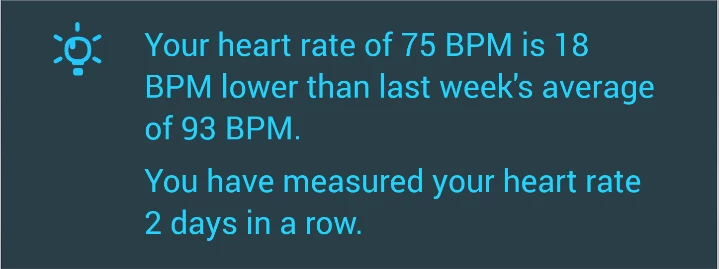 Your heart rate of 75 BPM is 18
BPM lower than last week's average
of 93 BPM.
You have measured your heart rate
2 days in a row.